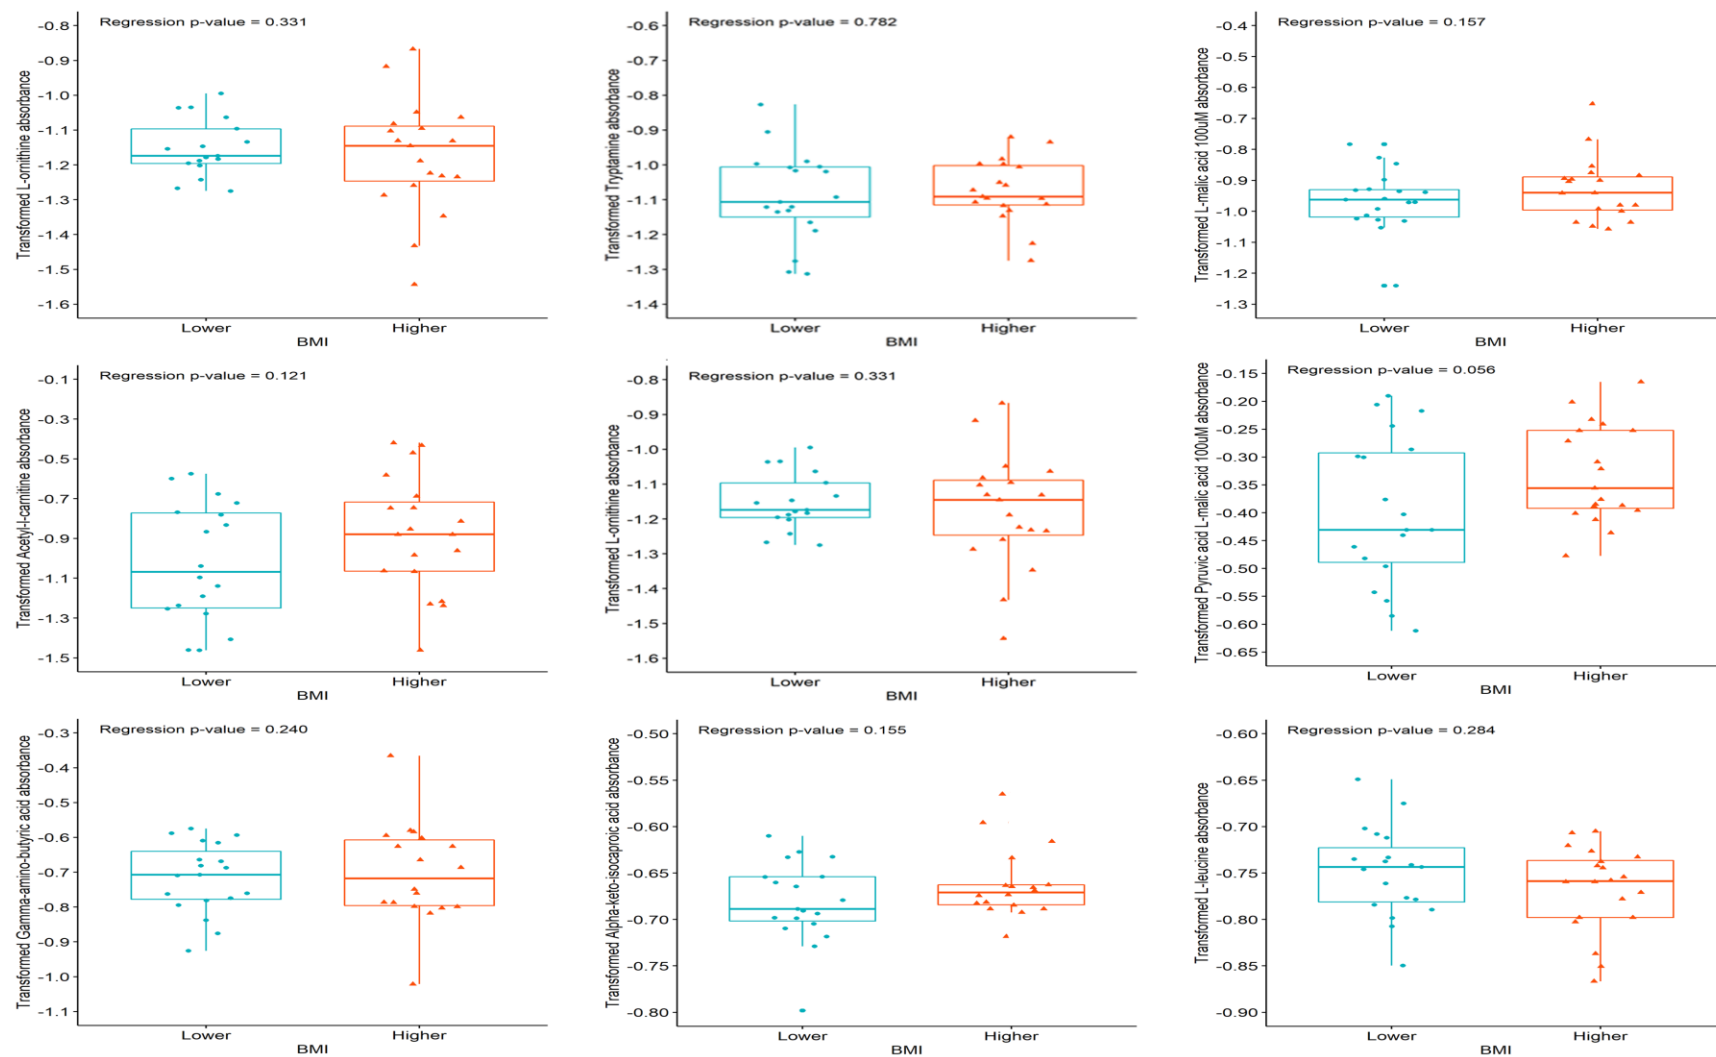 Regression p-value = 0.331
Transformed L-ornithine absorbance
-0.8
-0.9
-1.0
-1.1
-1.2
-1.3
-1.4
-1.5
-1.6
Lower Higher
BMI
Regression p-value = 0.782
Transformed Tryptamine absorbance
-0.6
-0.7
-0.8
-0.9
-1.0
-1.1
-1.2
-1.3
-1.4
Lower Higher
BMI
Regression p-value = 0.157
Transformed L-malic acid 100uM absorbance
-0.4
-0.5
-0.6
-0.7
-0.8
-0.9
-1.0
-1.1
-1.2
-1.3
Lower Higher
BMI
Regression p-value = 0.121
Transformed Acetyl-l-carnitine absorbance
-0.1
-0.3
-0.5
-0.7
-0.9
-1.1
-1.3
-1.5
Lower Higher
BMI
Regression p-value = 0.331
Transformed L-ornithine absorbance
-0.8
-0.9
-1.0
-1.1
-1.2
-1.3
-1.4
-1.5
-1.6
Lower Higher
BMI
Regression p-value = 0.056
Transformed Pyruvic acid L-malic acid 100uM absorbance
-0.15
-0.20
-0.25
-0.30
-0.35
-0.40
-0.45
-0.50
-0.55
-0.60
-0.65
Lower Higher
BMI
Regression p-value = 0.240
Transformed Gamma-amino-butyric acid absorbance
-0.3
-0.4
-0.5
-0.6
-0.7
-0.8
-0.9
-1.0
-1.1
Lower Higher
BMI
Regression p-value = 0.155
Transformed Alpha-keto-isocaproic acid absorbance
-0.50
-0.55
-0.60
-0.65
-0.70
-0.75
-0.80
Lower Higher
BMI
Regression p-value = 0.284
Transformed L-leucine absorbance
-0.60
-0.65
-0.70
-0.75
-0.80
-0.85
-0.90
Lower Higher
BMI